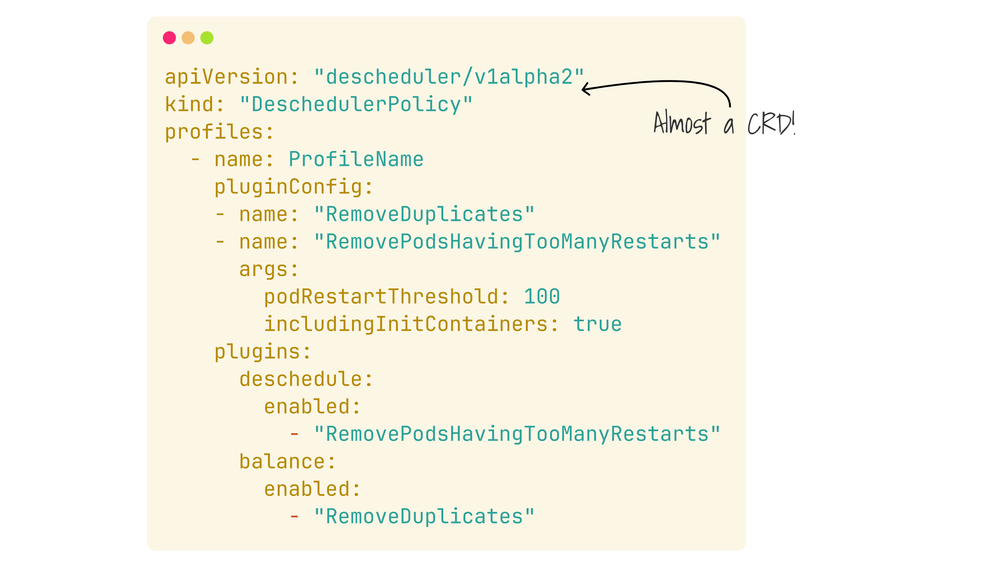 apiVersion: "descheduler/v1alpha2"
kind: "DeschedulerPolicy"
Almost a CRD!
profiles:
  - name: ProfileName
    pluginConfig:
    - name: "RemoveDuplicates"
    - name: "RemovePodsHavingTooManyRestarts"
      args:
        podRestartThreshold: 100
        includingInitContainers: true
    plugins:
      deschedule:
        enabled:
          - "RemovePodsHavingTooManyRestarts"
      balance:
        enabled:
          - "RemoveDuplicates"